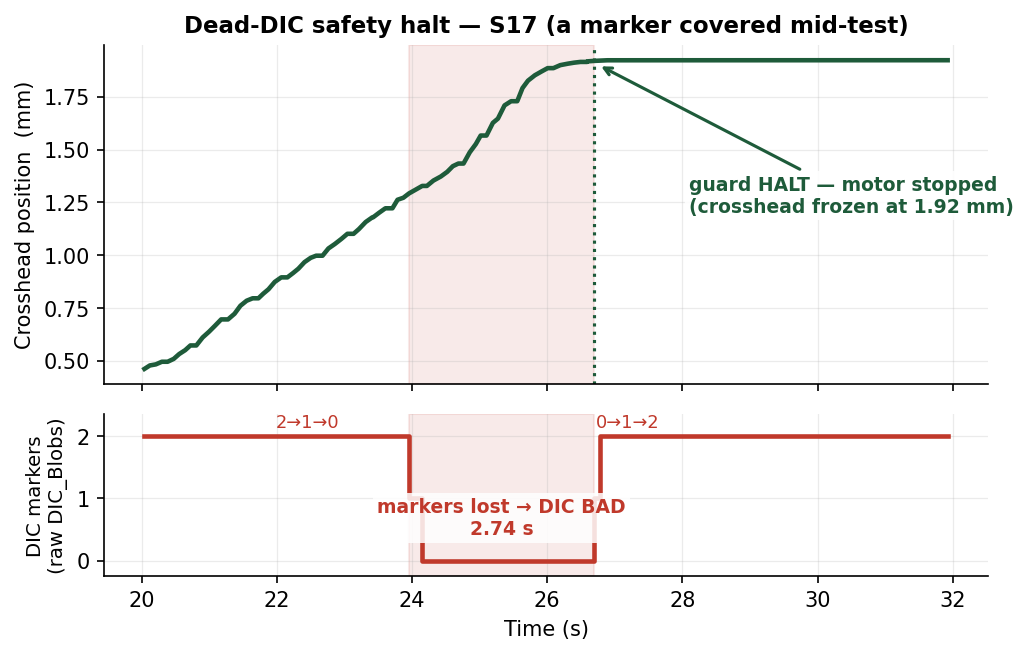 Dead-DIC safety halt — S17 (a marker covered mid-test)
Crosshead position  (mm)
1.75
1.50
1.25
1.00
0.75
0.50
guard HALT — motor stopped
(crosshead frozen at 1.92 mm)
DIC markers
(raw DIC_Blobs)
2
1
0
2→1→0
0→1→2
markers lost → DIC BAD
2.74 s
20
22
24
26
28
30
32
Time (s)